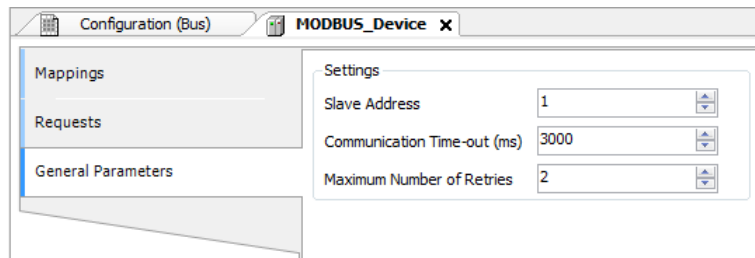 Configuration (Bus)
MODBUS_Device
Mappings
Requests
General Parameters
Settings
Slave Address
1
Communication Time-out (ms)
3000
Maximum Number of Retries
2